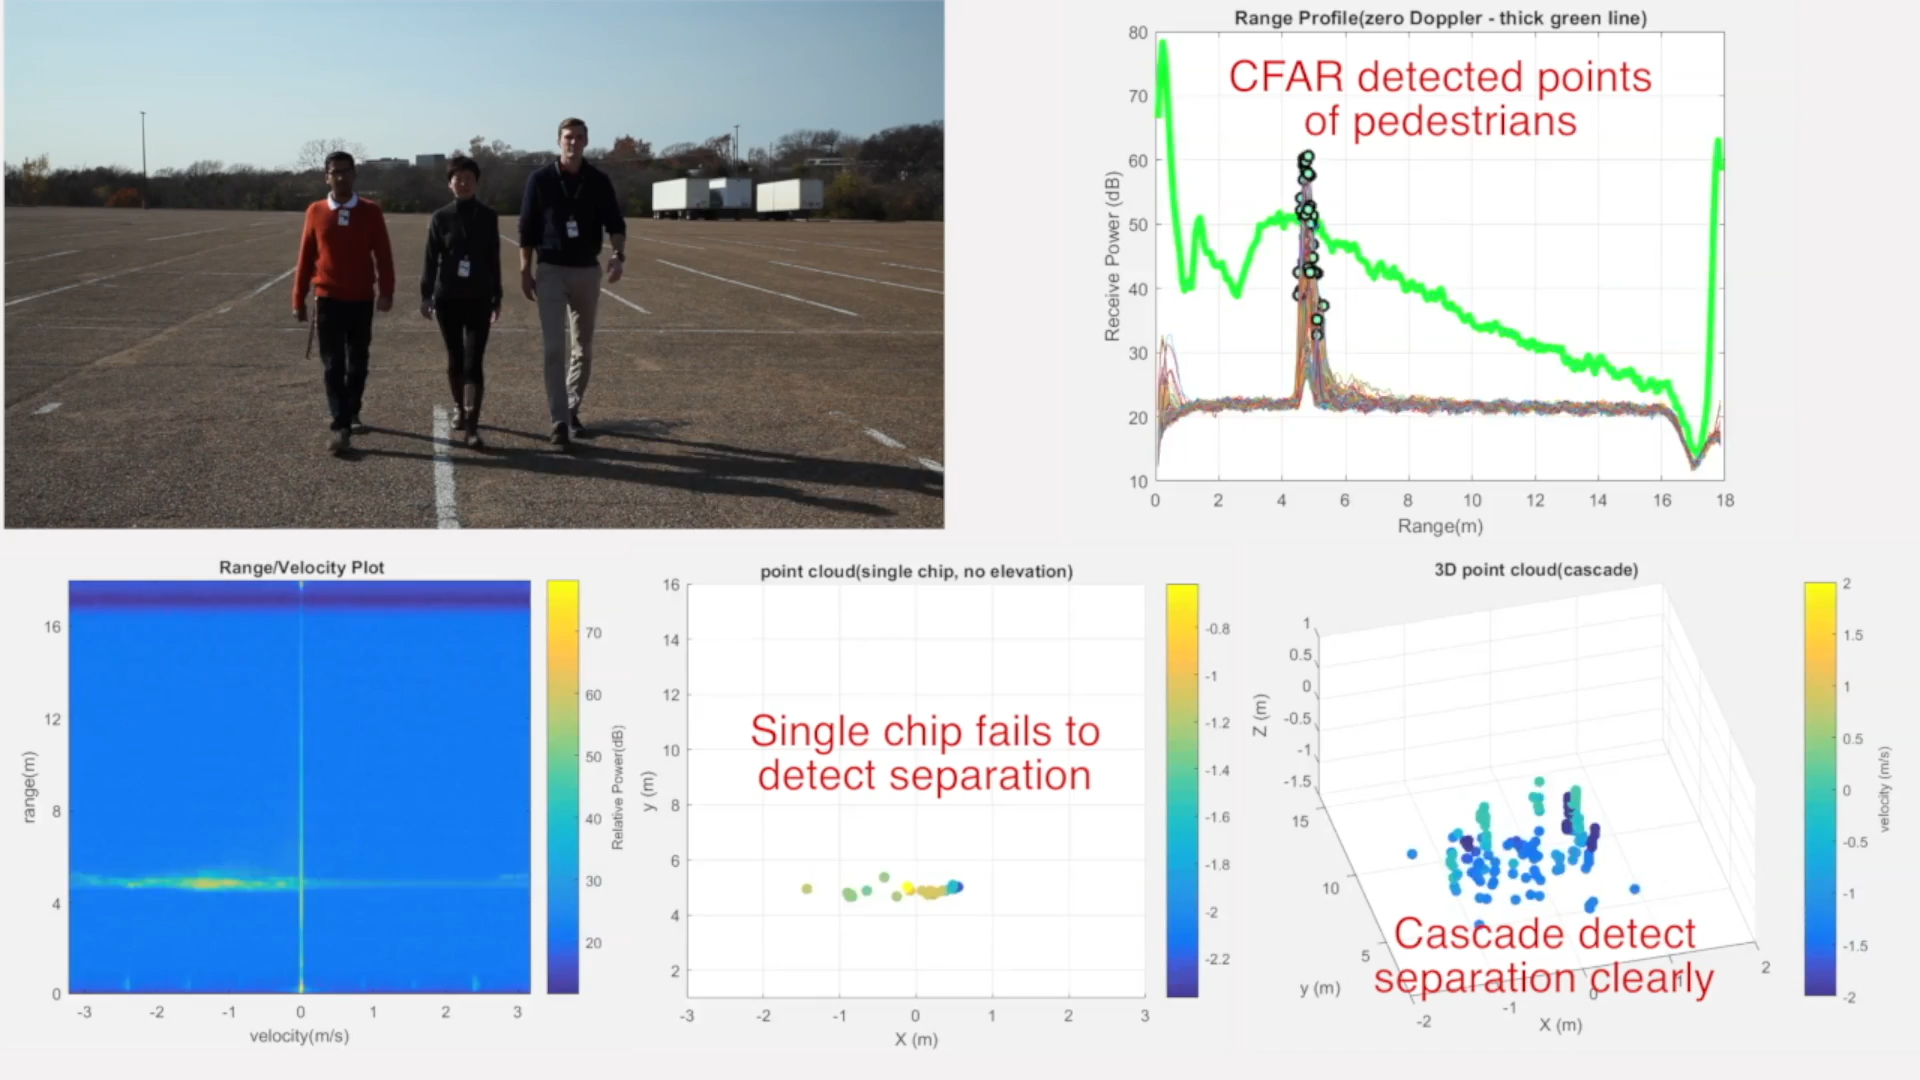 Range Profile(zero Doppler - thick green line)
CFAR detected points
of pedestrians
80
70
60
50
40
30
20
10
Receive Power (dB)
0 2 4 6 8 10 12 14 16 18
Range(m)
Range/Velocity Plot
16
12
8
4
0
range(m)
-3 -2 -1 0 1 2 3
velocity(m/s)
70
60
50
40
30
20
Relative Power(dB)
point cloud(single chip, no elevation)
Single chip fails to
detect separation
16
14
12
10
8
6
4
2
y (m)
-3 -2 -1 0 1 2 3
X (m)
-0.8
-1
-1.2
-1.4
-1.6
-1.8
-2
-2.2
3D point cloud(cascade)
1
0.5
0
-0.5
-1
-1.5
Z (m)
15
10
5
y (m)
Cascade detect
separation clearly
-2 -1 0 1 2
X (m)
2
1.5
1
0.5
0
-0.5
-1
-1.5
-2
velocity (m/s)